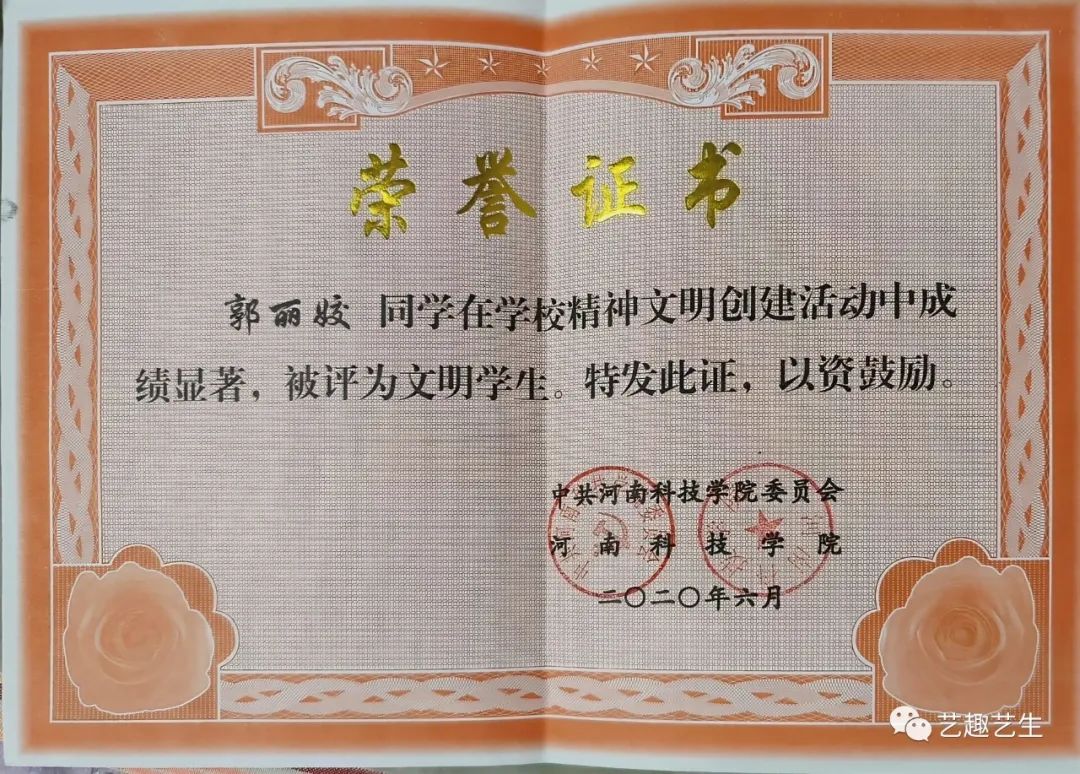 荣誉证书
郭丽姣 同学在学校精神文明创建活动中成
绩显著，被评为文明学生。特发此证，以资鼓励。
中共河南科技学院委员会
河南科技学院
二〇二〇年六月
艺趣艺生